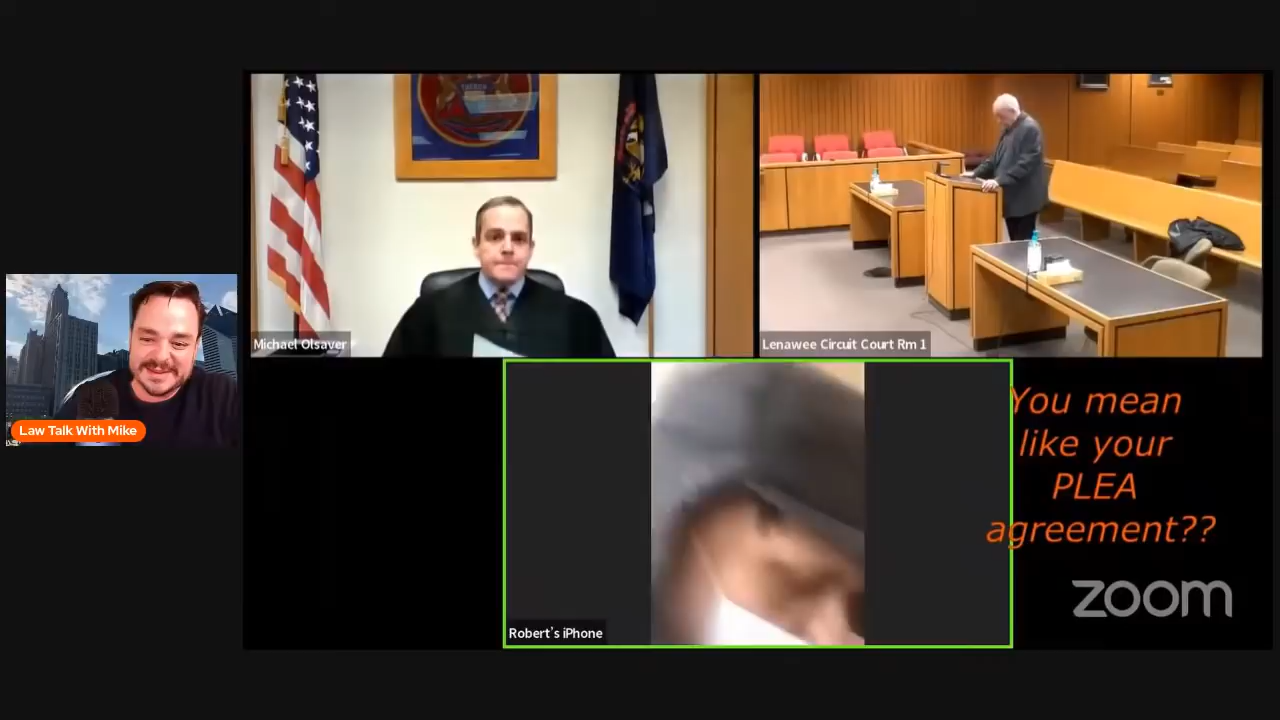 Michael Olsaver
Lenawee Circuit Court Rm 1
Law Talk With Mike
You mean
like your
PLEA
agreement??
zoom
Robert's iPhone